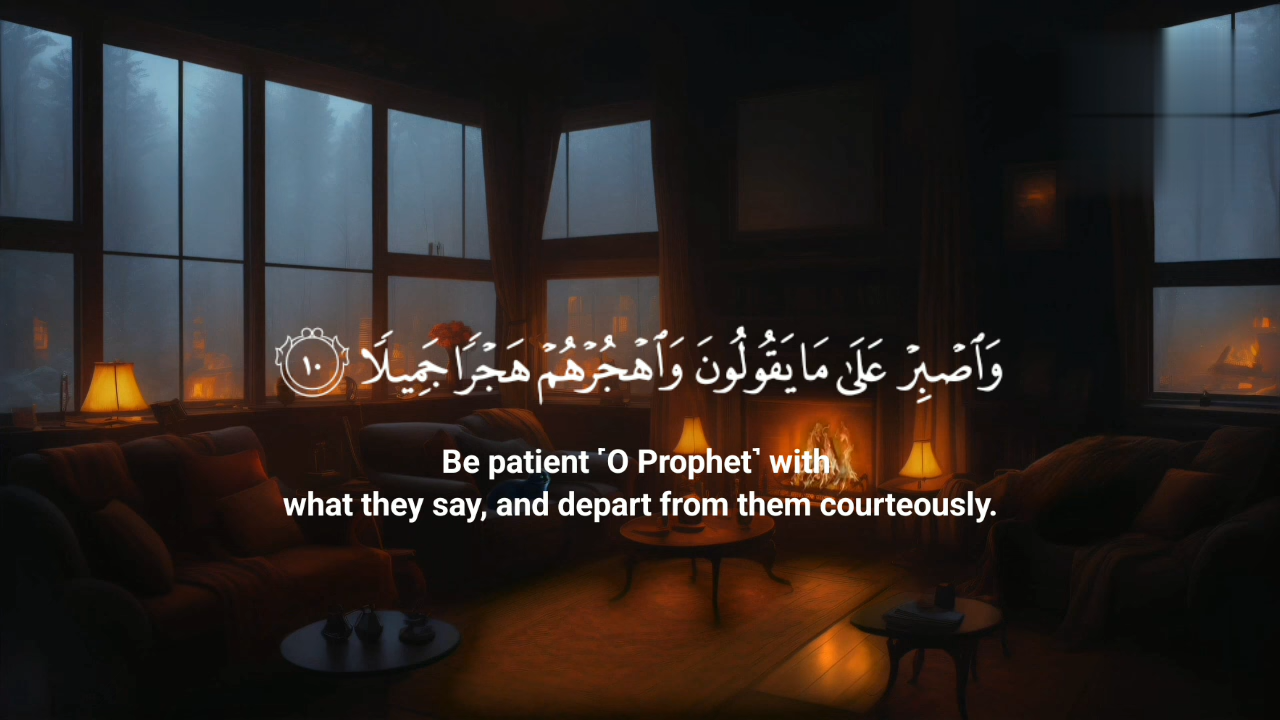 وَٱصۡبِرۡ عَلَىٰ مَا يَقُولُونَ وَٱهۡجُرۡهُمۡ هَجۡرٗا جَمِيلٗا ١٠
Be patient ˹O Prophet˺ with
what they say, and depart from them courteously.